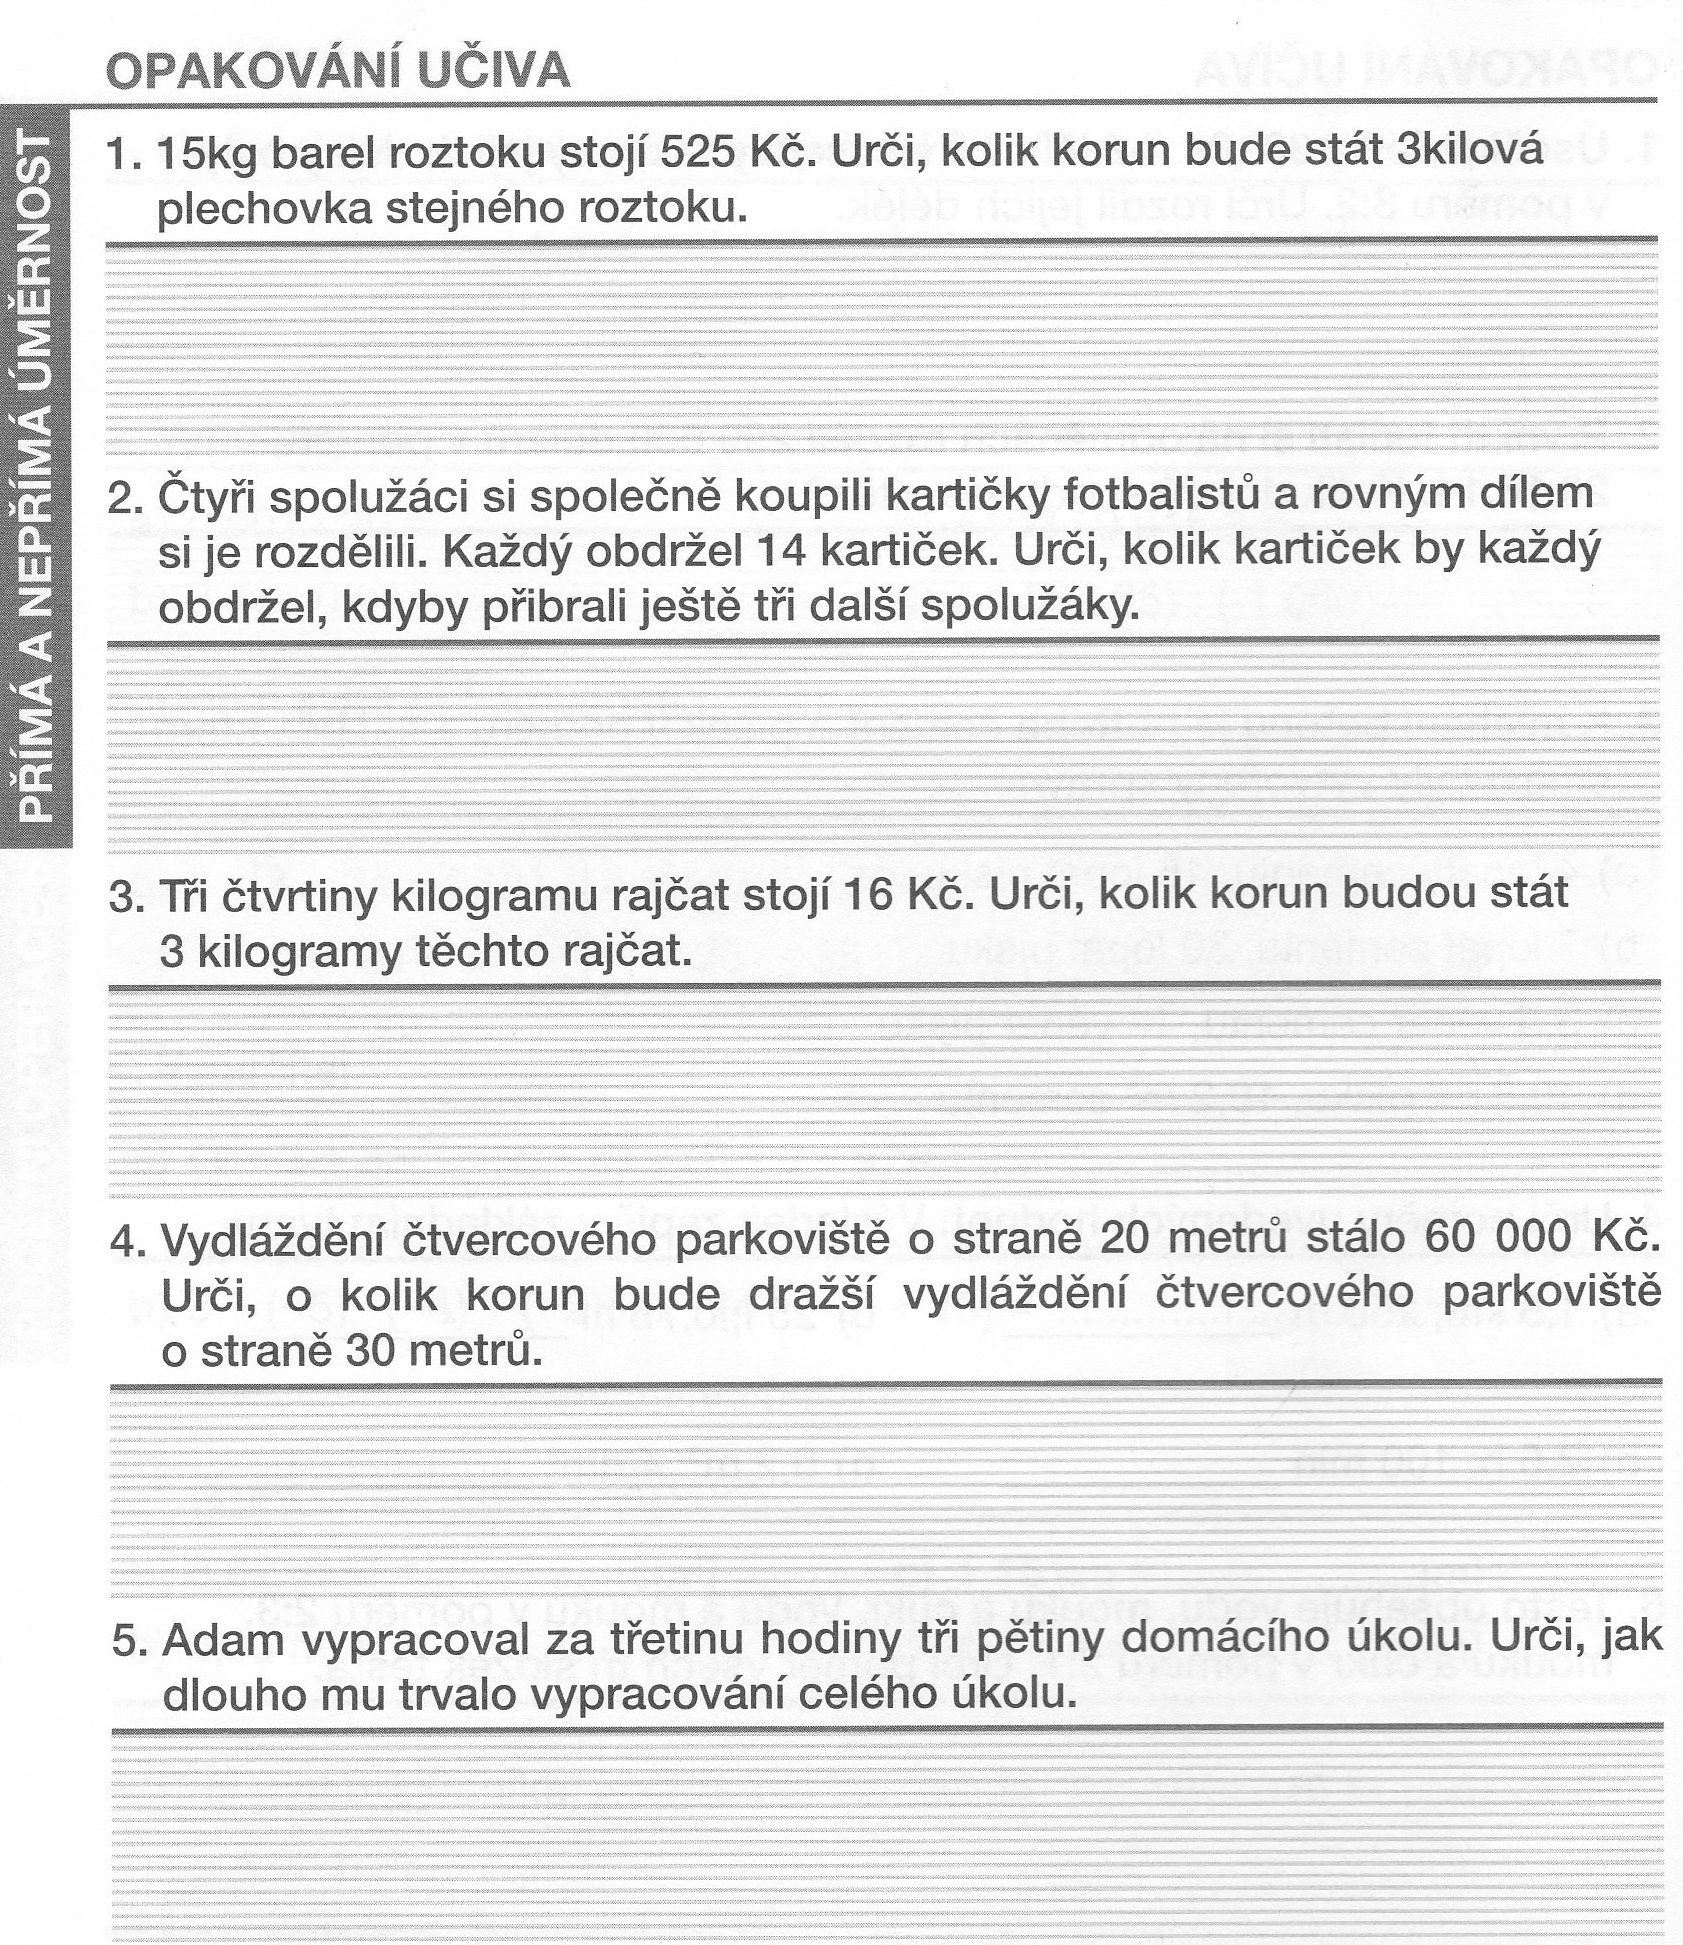 OPAKOVÁNÍ UČIVA
PŘÍMÁ A NEPŘÍMÁ ÚMĚRNOST
1. 15kg barel roztoku stojí 525 Kč. Urči, kolik korun bude stát 3kilová
plechovka stejného roztoku.
2. Čtyři spolužáci si společně koupili kartičky fotbalistů a rovným dílem
si je rozdělili. Každý obdržel 14 kartiček. Urči, kolik kartiček by každý
obdržel, kdyby přibrali ještě tři další spolužáky.
3. Tři čtvrtiny kilogramu rajčat stojí 16 Kč. Urči, kolik korun budou stát
3 kilogramy těchto rajčat.
4. Vydláždění čtvercového parkoviště o straně 20 metrů stálo 60 000 Kč.
Urči, o kolik korun bude dražší vydláždění čtvercového parkoviště
o straně 30 metrů.
5. Adam vypracoval za třetinu hodiny tři pětiny domácího úkolu. Urči, jak
dlouho mu trvalo vypracování celého úkolu.